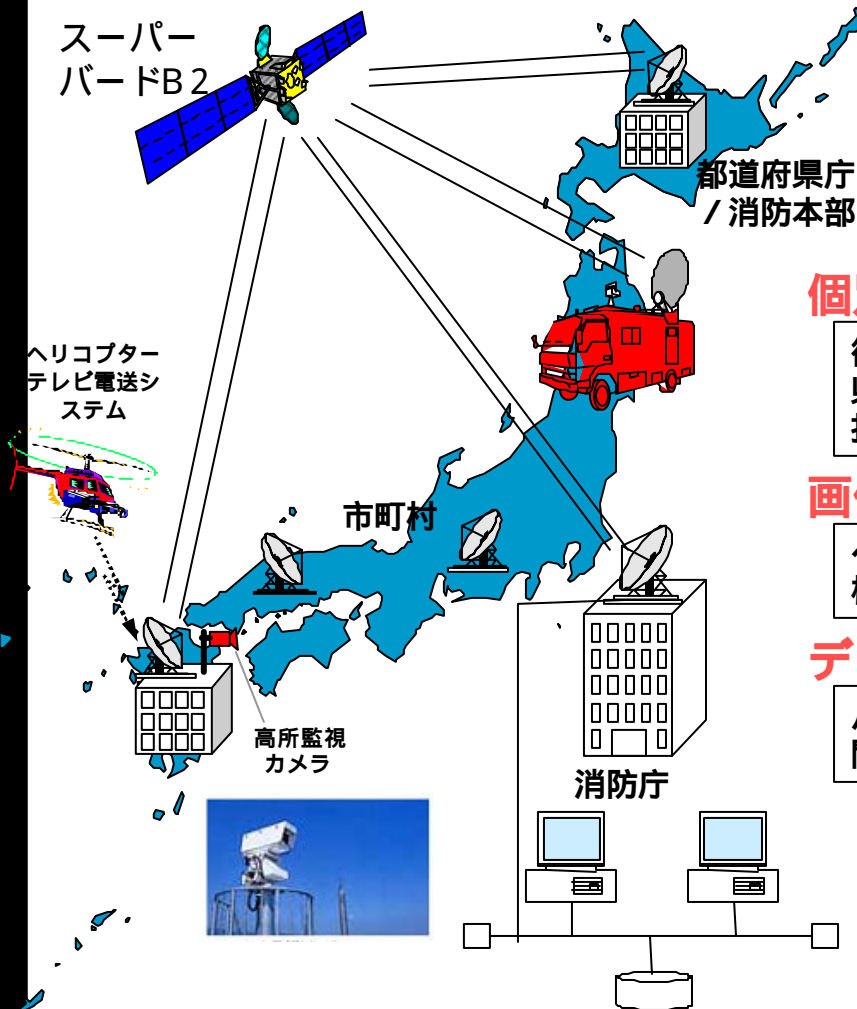 スーパー
バードB2
都道府県庁
/消防本部
ヘリコプター
テレビ電送シ
ステム
市町村
高所監視
カメラ
消防庁